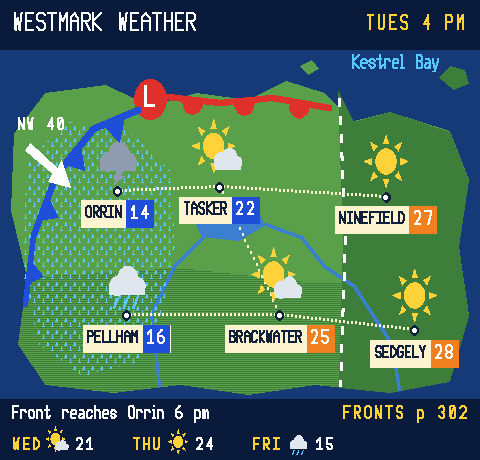 WESTMARK WEATHER
TUES 4 PM
Kestrel Bay
L
NW 40
ORRIN 14
TASKER 22
NINEFIELD 27
PELLHAM 16
BRACKWATER 25
SEDGELY 28
Front reaches Orrin 6 pm
FRONTS p 302
WED 21
THU 24
FRI 15